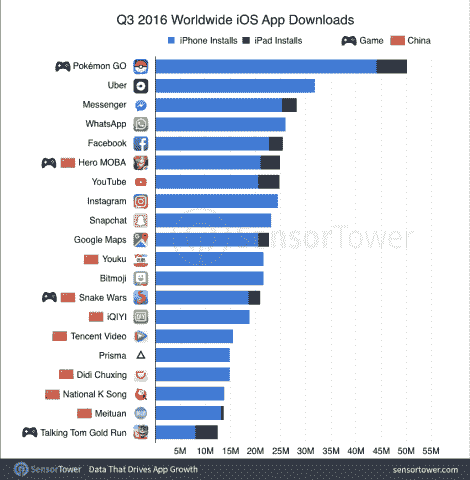 Q3 2016 Worldwide iOS App Downloads
iPhone Installs iPad Installs Game China
Pokémon GO
Uber
Messenger
WhatsApp
Facebook
Hero MOBA
YouTube
Instagram
Snapchat
Google Maps
SensorTower
Youku
Bitmoji
Snake Wars
iQIYI
Tencent Video
Prisma
Didi Chuxing
National K Song
Meituan
Talking Tom Gold Run
5M 10M 15M 20M 25M 30M 35M 40M 45M 50M 55M
SensorTower Data That Drives App Growth sensortower.com